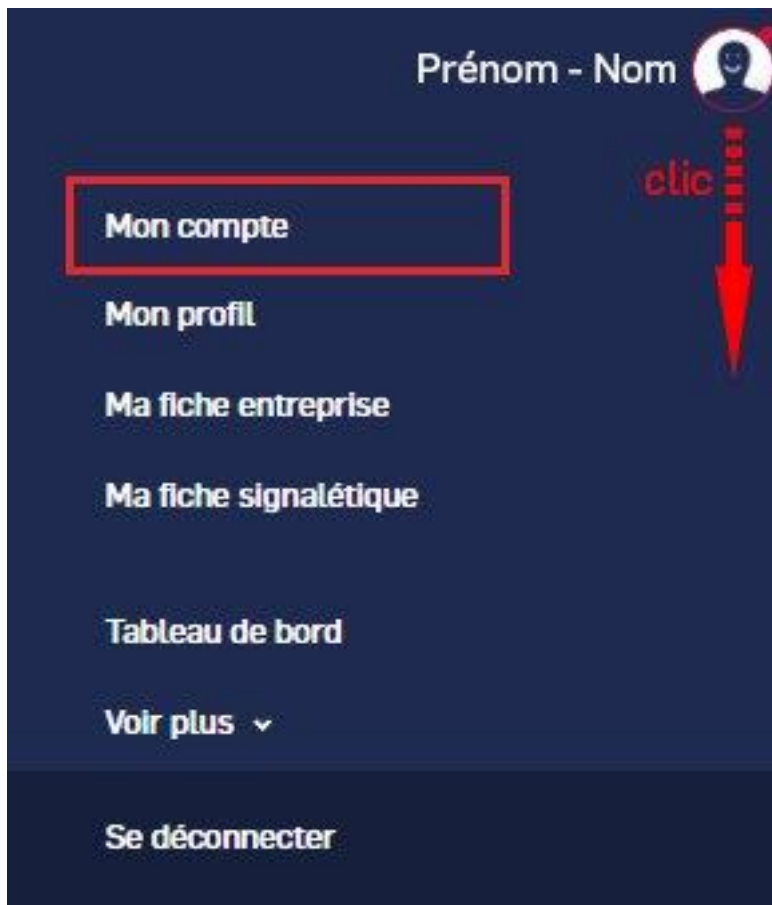 Prénom - Nom
clic
Mon compte
Mon profil
Ma fiche entreprise
Ma fiche signalétique
Tableau de bord
Voir plus
Se déconnecter